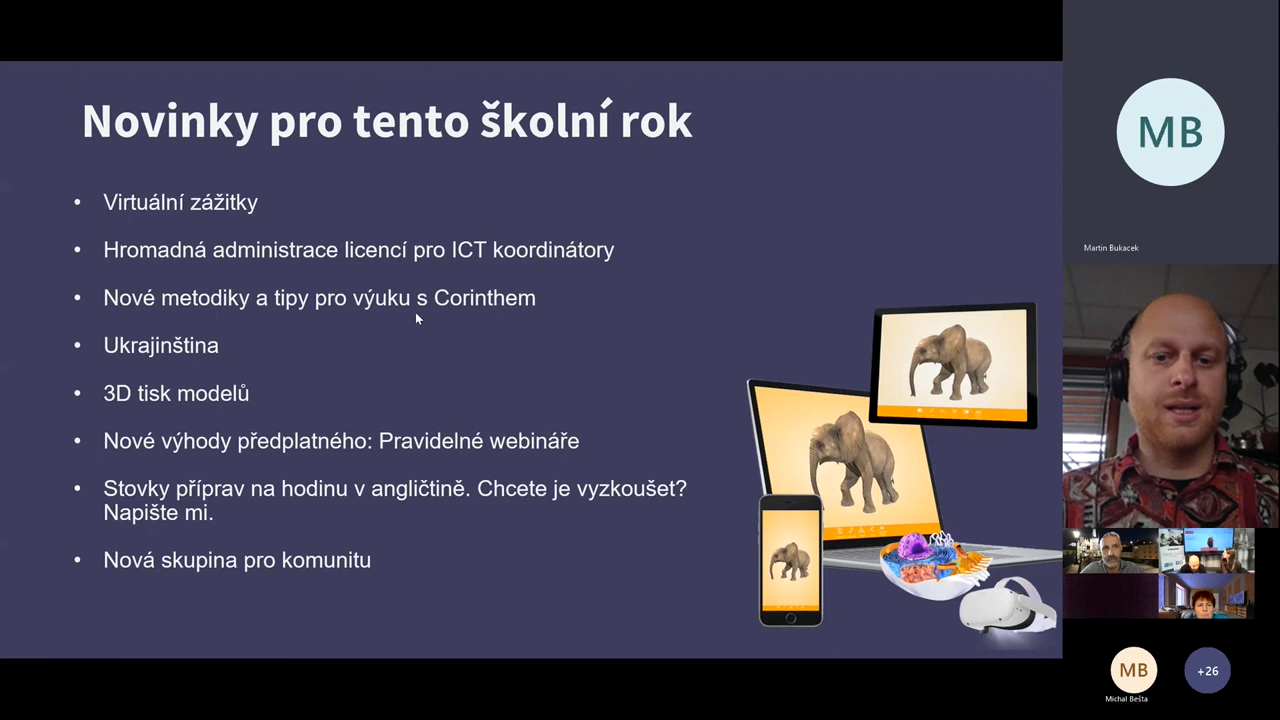 Novinky pro tento školní rok
• Virtuální zážitky
• Hromadná administrace licencí pro ICT koordinátory
• Nové metodiky a tipy pro výuku s Corinthem
• Ukrajinština
• 3D tisk modelů
• Nové výhody předplatného: Pravidelné webináře
• Stovky příprav na hodinu v angličtině. Chcete je vyzkoušet?
Napište mi.
• Nová skupina pro komunitu
MB
Martin Bukacek
MB
Michal Bešta
+26